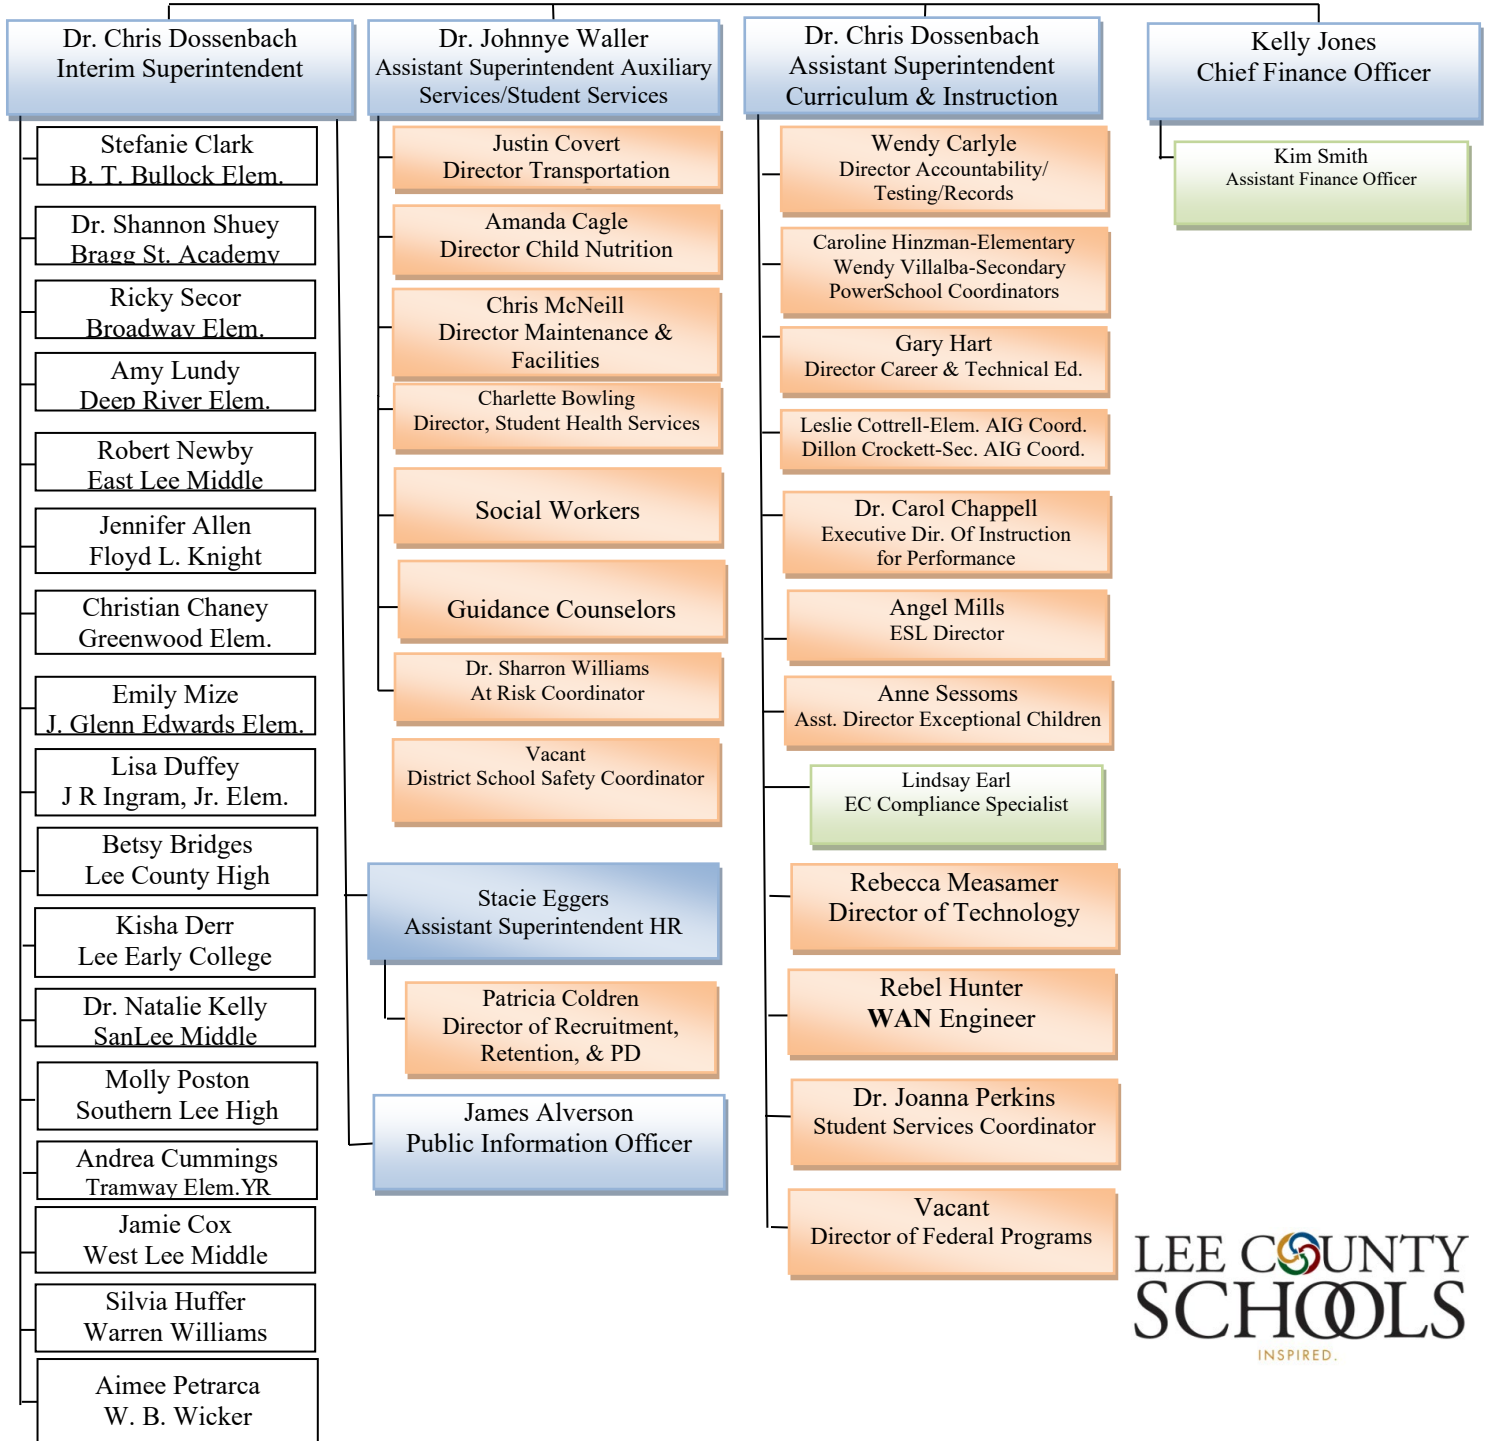 Dr. Chris Dossenbach
Interim Superintendent
Stefanie Clark
B. T. Bullock Elem.
Dr. Shannon Shuey
Bragg St. Academy
Ricky Secor
Broadway Elem.
Amy Lundy
Deep River Elem.
Robert Newby
East Lee Middle
Jennifer Allen
Floyd L. Knight
Christian Chaney
Greenwood Elem.
Emily Mize
J. Glenn Edwards Elem.
Lisa Duffey
J R Ingram, Jr. Elem.
Betsy Bridges
Lee County High
Kisha Derr
Lee Early College
Dr. Natalie Kelly
SanLee Middle
Molly Poston
Southern Lee High
Andrea Cummings
Tramway Elem.YR
Jamie Cox
West Lee Middle
Silvia Huffer
Warren Williams
Aimee Petrarca
W. B. Wicker
Dr. Johnnye Waller
Assistant Superintendent Auxiliary
Services/Student Services
Justin Covert
Director Transportation
Amanda Cagle
Director Child Nutrition
Chris McNeill
Director Maintenance &
Facilities
Charlette Bowling
Director, Student Health Services
Social Workers
Guidance Counselors
Dr. Sharron Williams
At Risk Coordinator
Vacant
District School Safety Coordinator
Stacie Eggers
Assistant Superintendent HR
Patricia Coldren
Director of Recruitment,
Retention, & PD
James Alverson
Public Information Officer
Dr. Chris Dossenbach
Assistant Superintendent
Curriculum & Instruction
Wendy Carlyle
Director Accountability/
Testing/Records
Caroline Hinzman-Elementary
Wendy Villalba-Secondary
PowerSchool Coordinators
Gary Hart
Director Career & Technical Ed.
Leslie Cottrell-Elem. AIG Coord.
Dillon Crockett-Sec. AIG Coord.
Dr. Carol Chappell
Executive Dir. Of Instruction
for Performance
Angel Mills
ESL Director
Anne Sessoms
Asst. Director Exceptional Children
Lindsay Earl
EC Compliance Specialist
Rebecca Measamer
Director of Technology
Rebel Hunter
WAN Engineer
Dr. Joanna Perkins
Student Services Coordinator
Vacant
Director of Federal Programs
Kelly Jones
Chief Finance Officer
Kim Smith
Assistant Finance Officer
LEE COUNTY
SCHOOLS
INSPIRED.